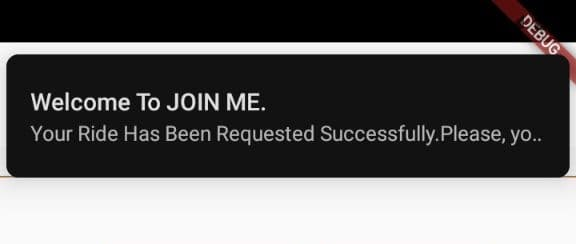 DEBUG
Welcome To JOIN ME.
Your Ride Has Been Requested Successfully.Please, yo..